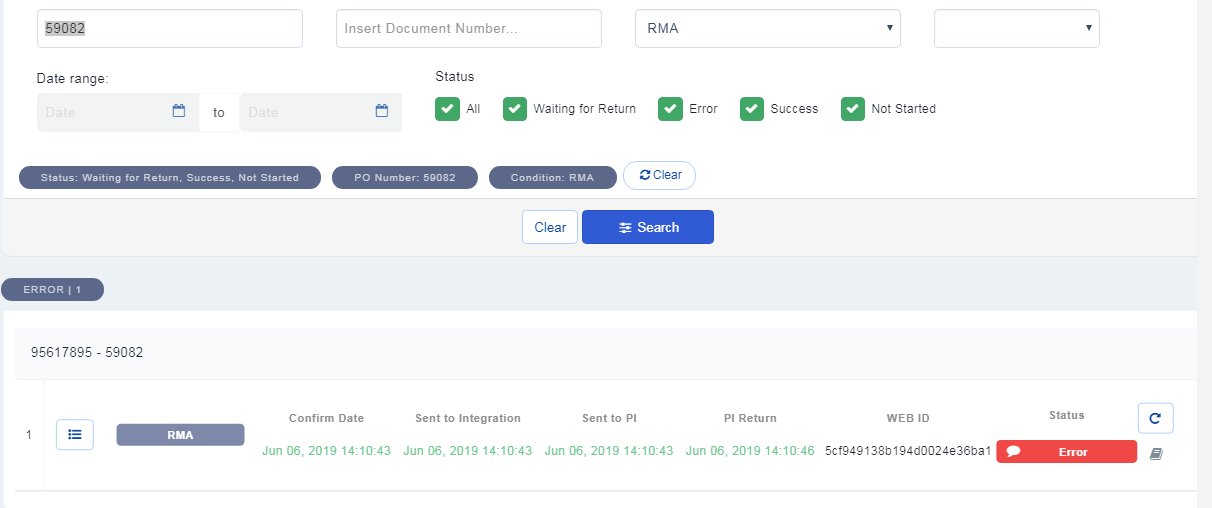 59082 Insert Document Number... RMA
Date range: Status
Date to Date All Waiting for Return Error Success Not Started
Status: Waiting for Return, Success, Not Started PO Number: 59082 Condition: RMA Clear
Clear Search
ERROR | 1
95617895 - 59082
Confirm Date Sent to Integration Sent to PI PI Return WEB ID Status
1 RMA
Jun 06, 2019 14:10:43 Jun 06, 2019 14:10:43 Jun 06, 2019 14:10:43 Jun 06, 2019 14:10:46 5cf949138b194d0024e36ba1 Error